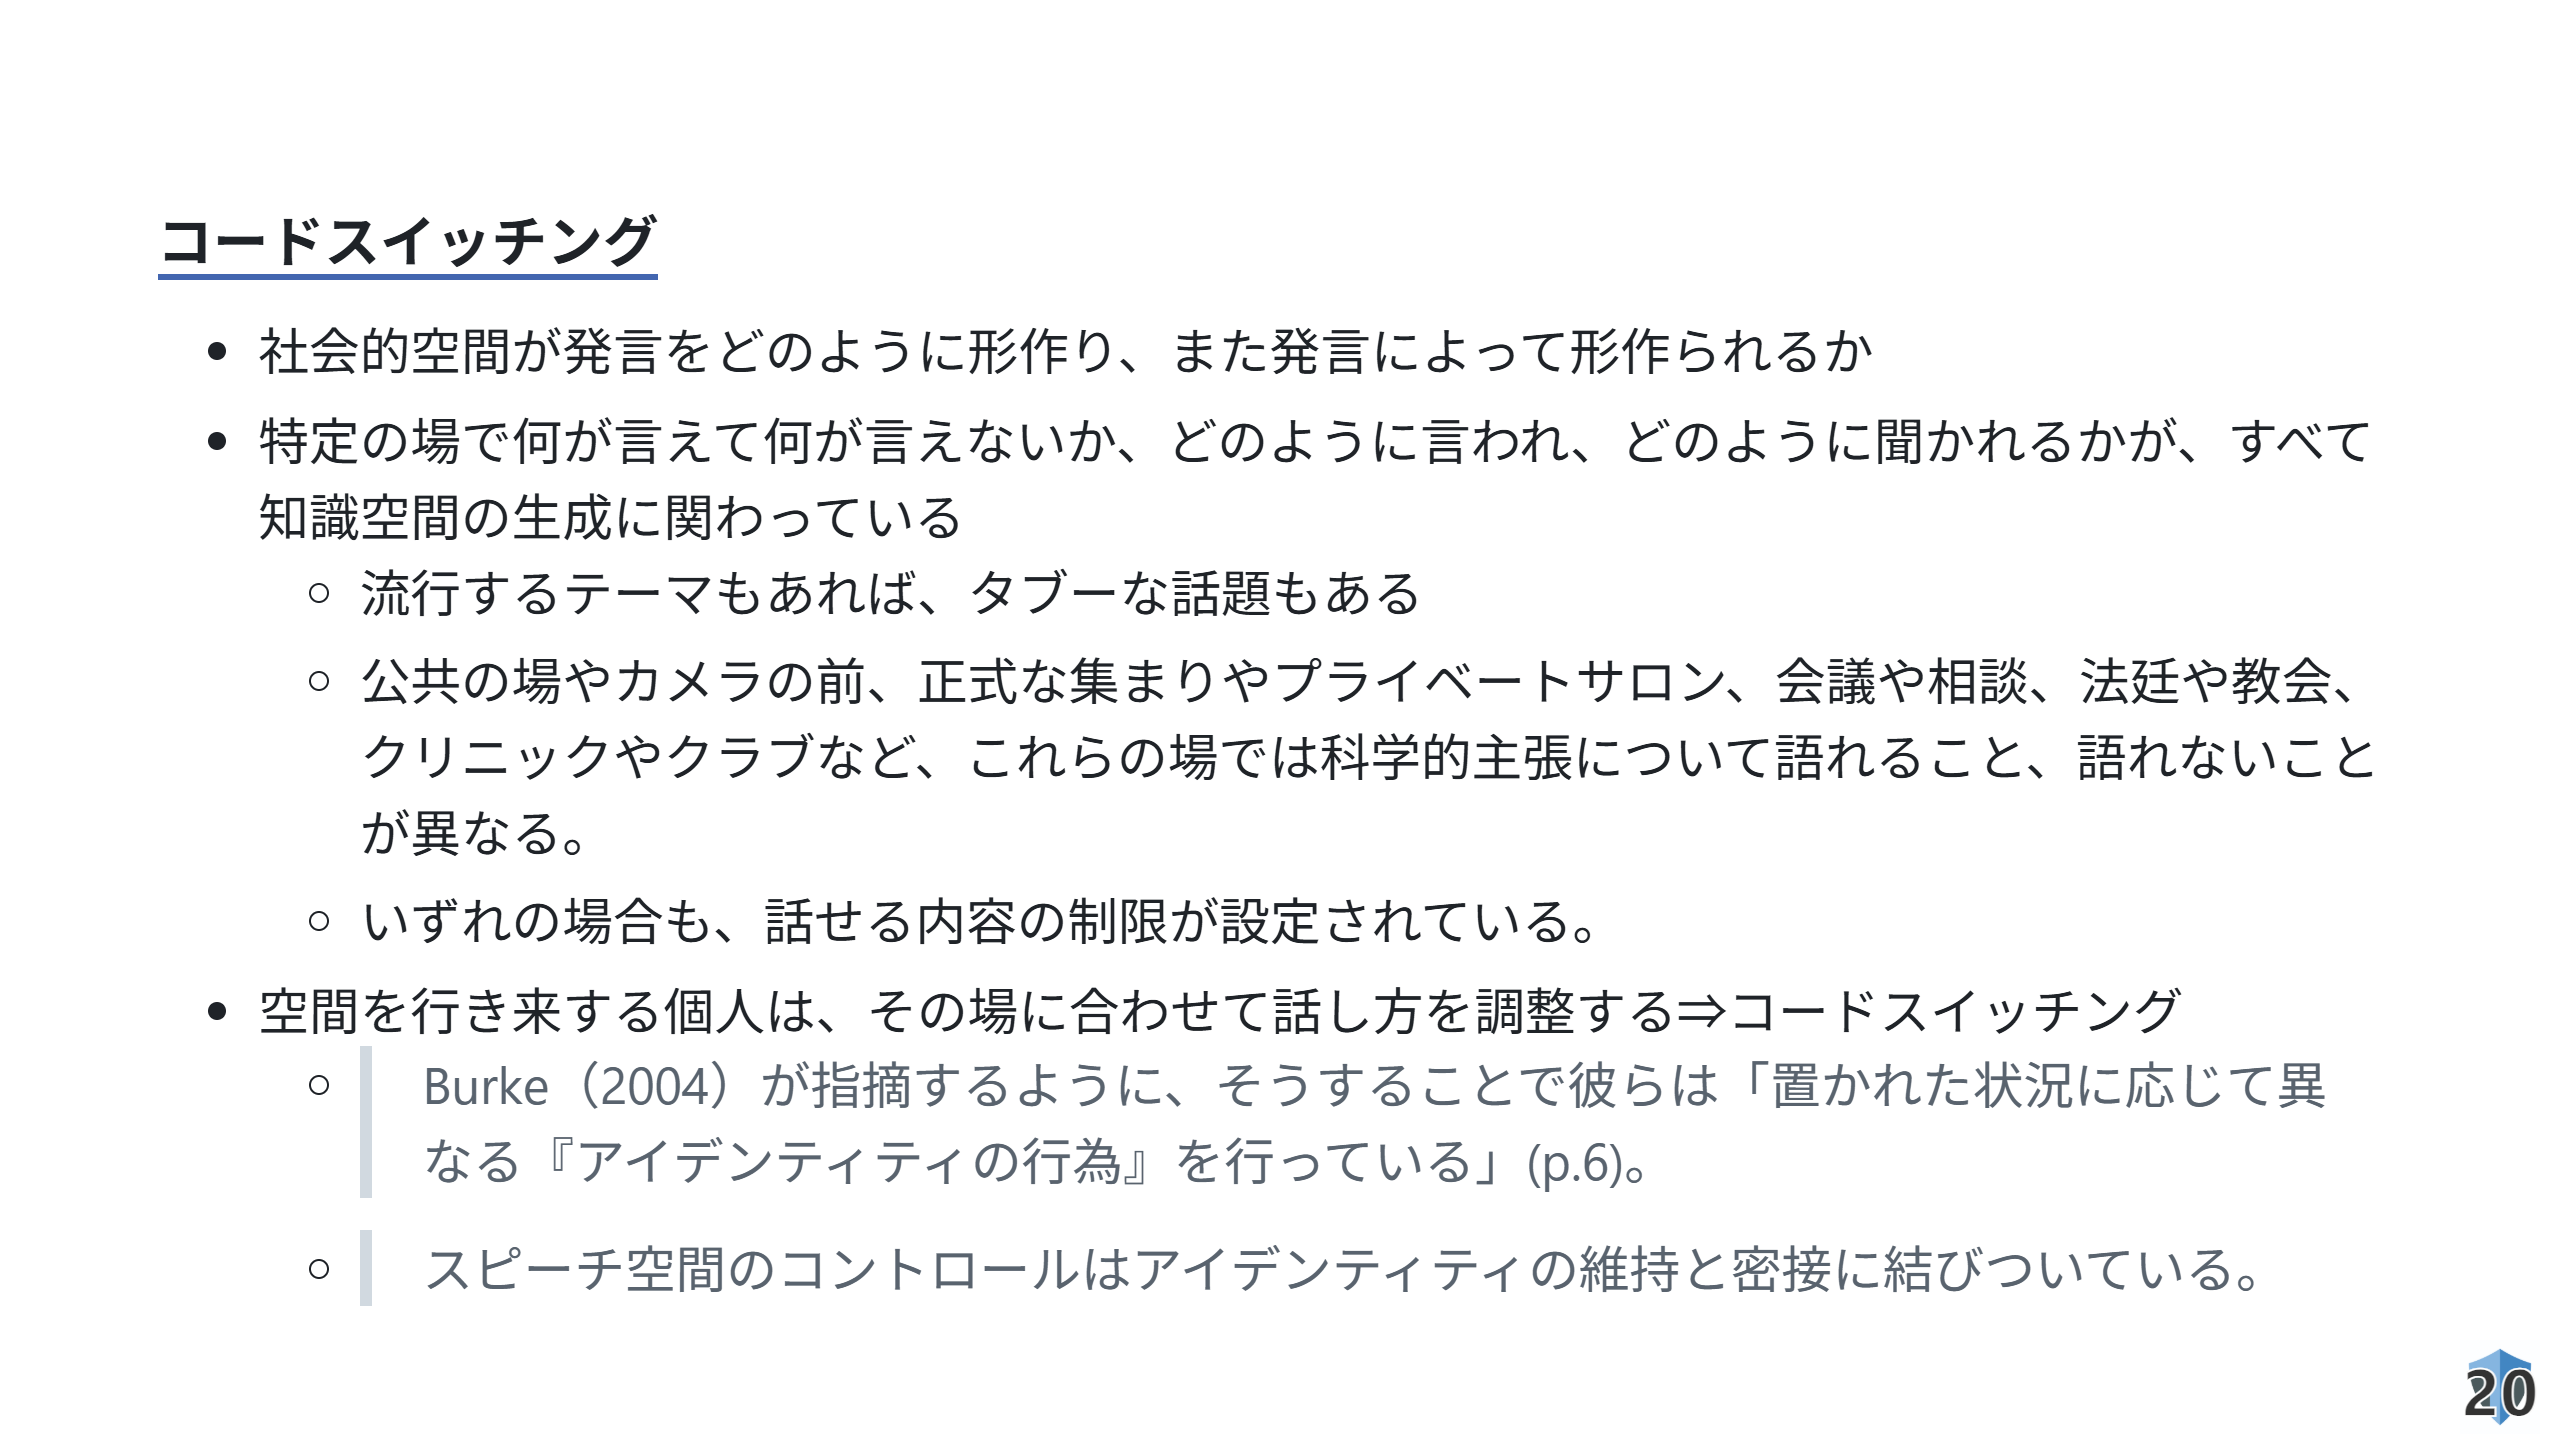 コードスイッチング
• 社会的空間が発言をどのように形作り、また発言によって形作られるか
• 特定の場で何が言えて何が言えないか、どのように言われ、どのように聞かれるかが、すべて
知識空間の生成に関わっている
○ 流行するテーマもあれば、タブーな話題もある
○ 公共の場やカメラの前、正式な集まりやプライベートサロン、会議や相談、法廷や教会、
クリニックやクラブなど、これらの場では科学的主張について語れること、語れないこと
が異なる。
○ いずれの場合も、話せる内容の制限が設定されている。
• 空間を行き来する個人は、その場に合わせて話し方を調整する⇒コードスイッチング
○ Burke（2004）が指摘するように、そうすることで彼らは「置かれた状況に応じて異
なる『アイデンティティの行為』を行っている」(p.6)。
○ スピーチ空間のコントロールはアイデンティティの維持と密接に結びついている。
20